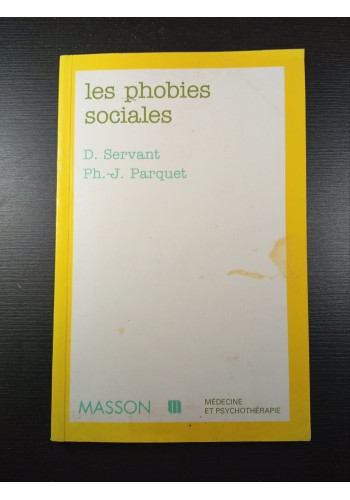 les phobies
sociales
D. Servant
Ph.-J. Parquet
MASSON
MÉDECINE
ET PSYCHOTHÉRAPIE